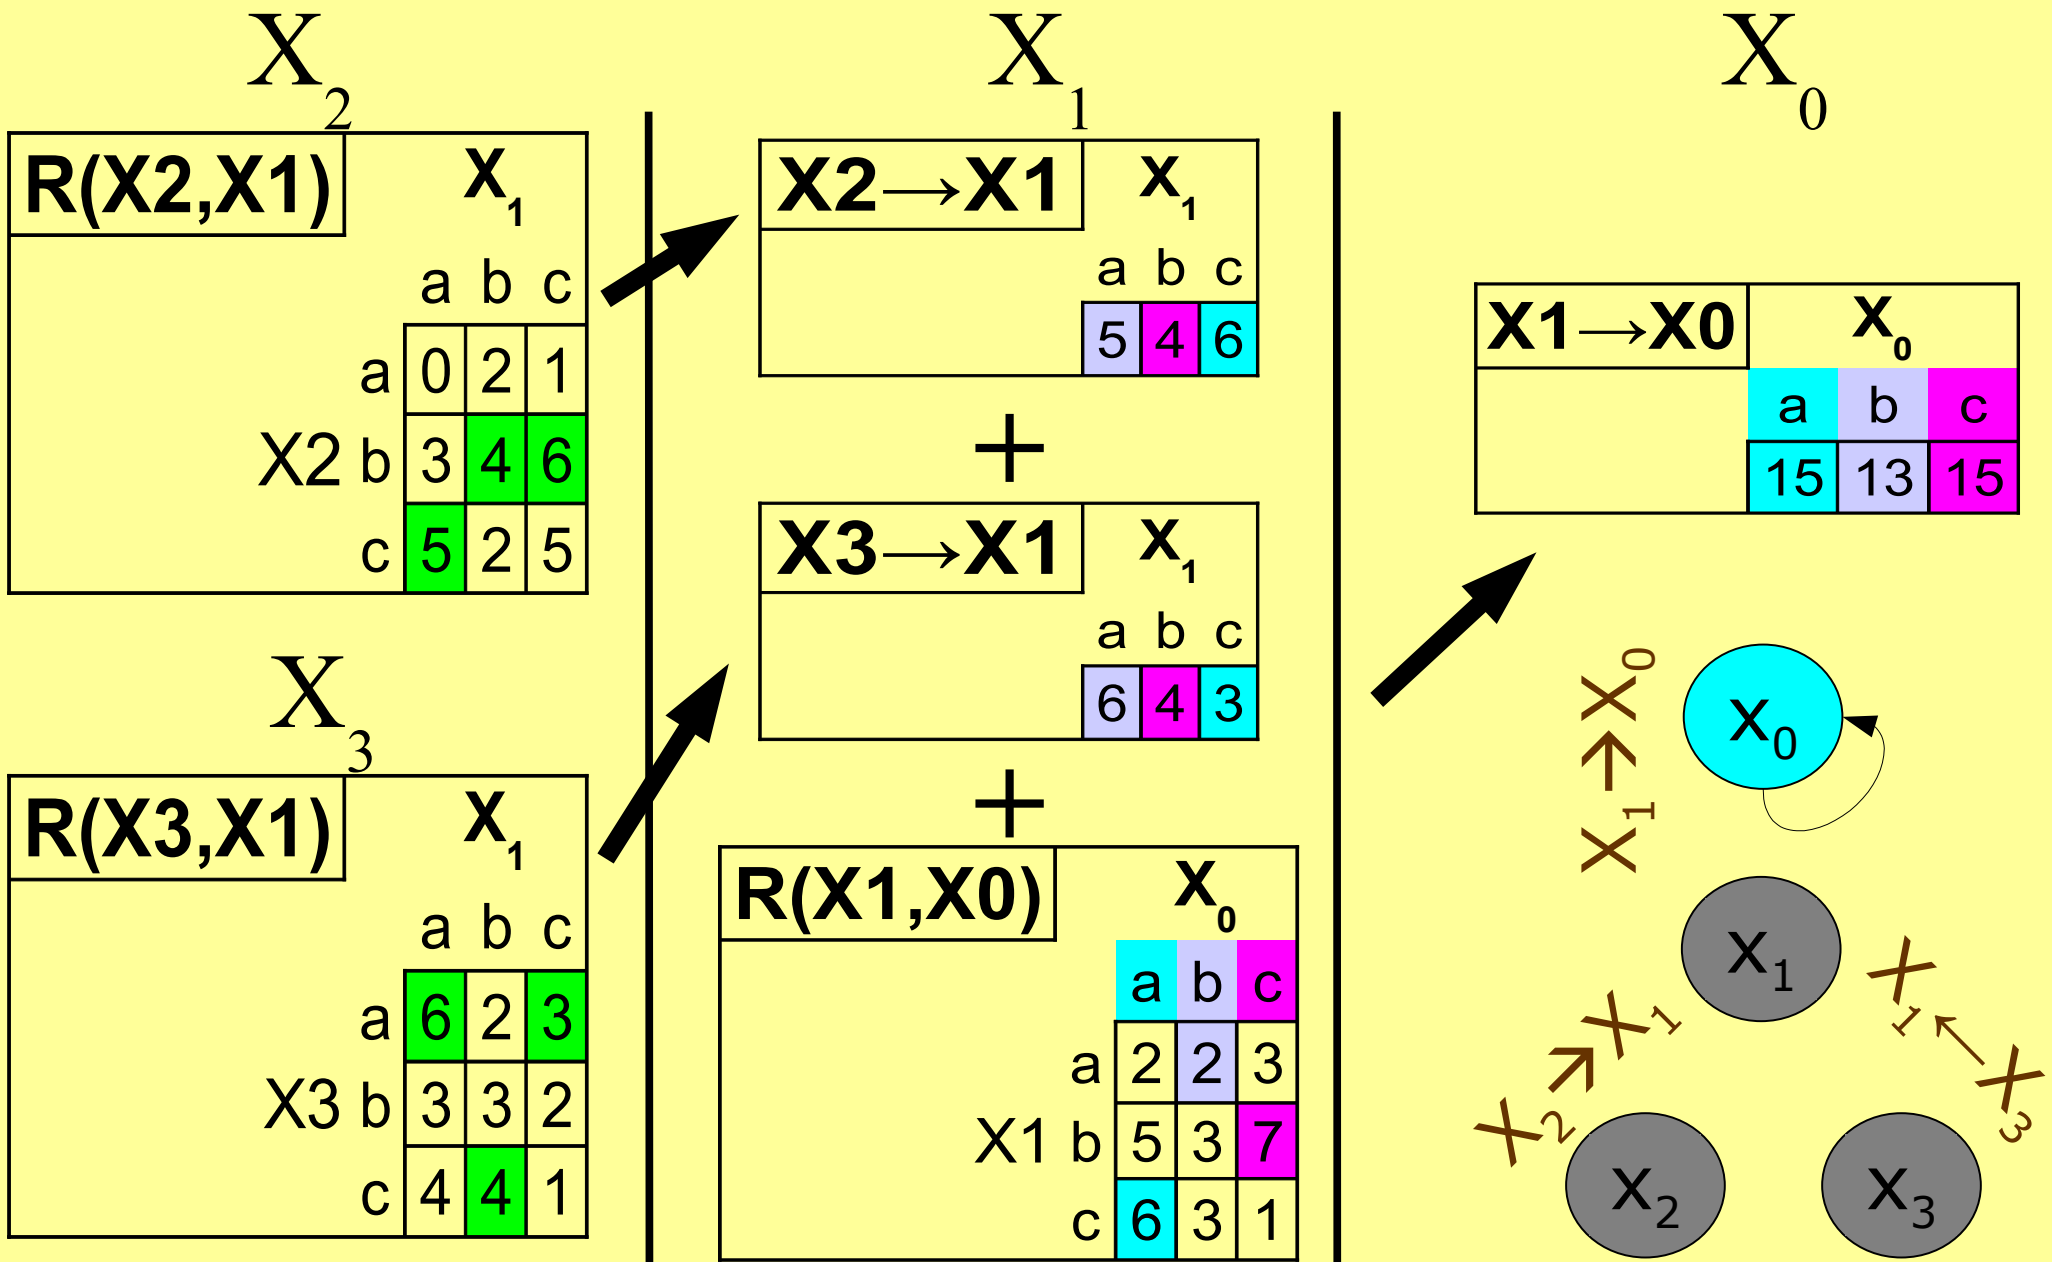 X2
R(X2,X1) X1
a b c
a 0 2 1
X2 b 3 4 6
c 5 2 5
X3
R(X3,X1) X1
a b c
a 6 2 3
X3 b 3 3 2
c 4 4 1
X1
X2→X1 X1
a b c
5 4 6
+
X3→X1 X1
a b c
6 4 3
+
R(X1,X0) X0
a b c
a 2 2 3
X1 b 5 3 7
c 6 3 1
X0
X1→X0 X0
a b c
15 13 15
X1→X0
x0
x1
X2→X1
X3→X1
x2
x3